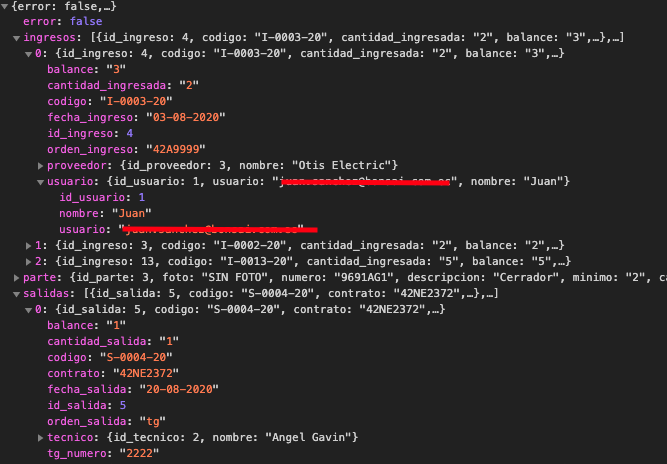 {error: false,…}
error: false
ingresos: [{id_ingreso: 4, codigo: "I-0003-20", cantidad_ingresada: "2", balance: "3",…},…]
0: {id_ingreso: 4, codigo: "I-0003-20", cantidad_ingresada: "2", balance: "3",…}
balance: "3"
cantidad_ingresada: "2"
codigo: "I-0003-20"
fecha_ingreso: "03-08-2020"
id_ingreso: 4
orden_ingreso: "42A9999"
proveedor: {id_proveedor: 3, nombre: "Otis Electric"}
usuario: {id_usuario: 1, usuario: "", nombre: "Juan"}
id_usuario: 1
nombre: "Juan"
usuario: "
1: {id_ingreso: 3, codigo: "I-0002-20", cantidad_ingresada: "2", balance: "2",…}
2: {id_ingreso: 13, codigo: "I-0013-20", cantidad_ingresada: "5", balance: "5",…}
parte: {id_parte: 3, foto: "SIN FOTO", numero: "9691AG1", descripcion: "Cerrador", minimo: "2", ca
salidas: [{id_salida: 5, codigo: "S-0004-20", contrato: "42NE2372",…},…]
0: {id_salida: 5, codigo: "S-0004-20", contrato: "42NE2372",…}
balance: "1"
cantidad_salida: "1"
codigo: "S-0004-20"
contrato: "42NE2372"
fecha_salida: "20-08-2020"
id_salida: 5
orden_salida: "tg"
tecnico: {id_tecnico: 2, nombre: "Angel Gavin"}
tg_numero: "2222"